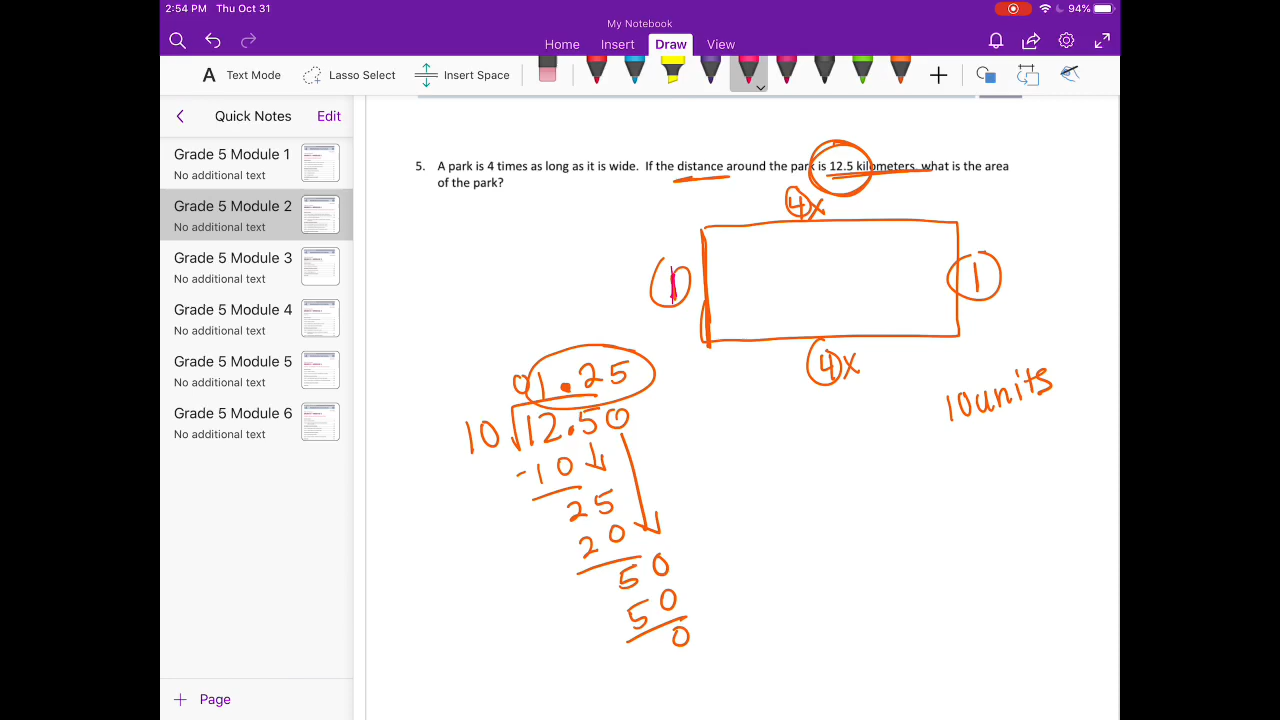 2:54 PM Thu Oct 31
94%
My Notebook
Home Insert Draw View
A Text Mode Lasso Select Insert Space
Quick Notes Edit
Grade 5 Module 1
No additional text
Grade 5 Module 2
No additional text
Grade 5 Module 3
No additional text
Grade 5 Module 4
No additional text
Grade 5 Module 5
No additional text
Grade 5 Module 6
No additional text
+ Page
5. A park is 4 times as long as it is wide. If the distance around the park is 12.5 kilometers, what is the area
of the park?
4x
1 1
4x
10 units
01.25
10 12.50
-10
25
20
50
50
0